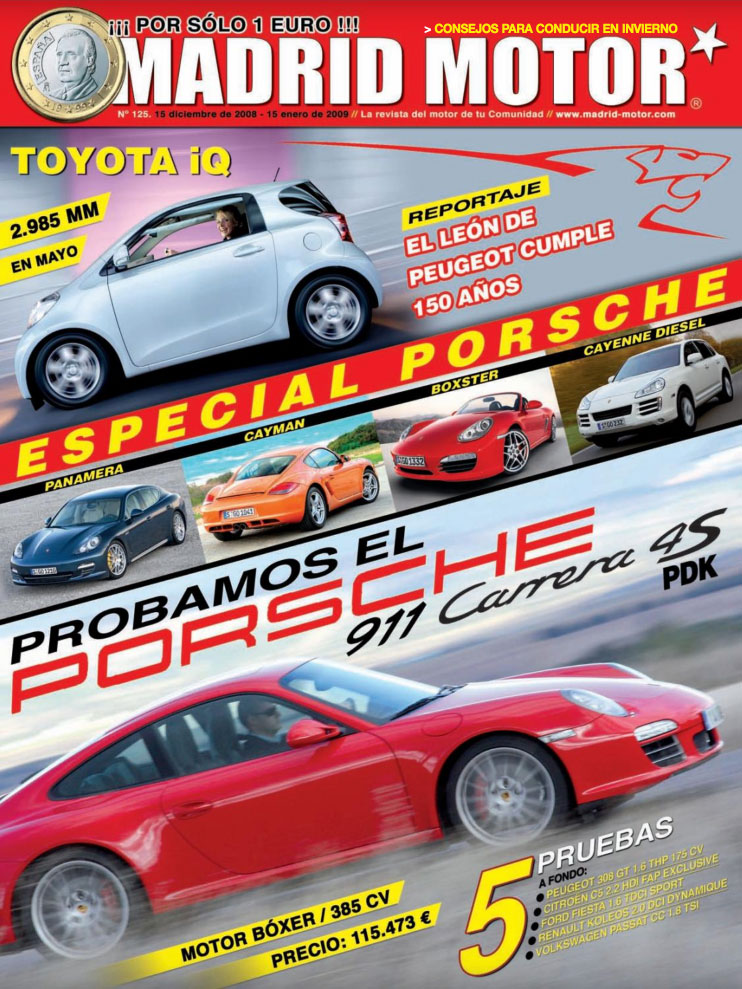 ¡¡¡ POR SÓLO 1 EURO !!!
> CONSEJOS PARA CONDUCIR EN INVIERNO
ESPAÑA
MADRID MOTOR
Nº 125. 15 diciembre de 2008 - 15 enero de 2009 // La revista del motor de tu Comunidad // www.madrid-motor.com
®
TOYOTA iQ
2.985 MM
EN MAYO
REPORTAJE
EL LEÓN DE
PEUGEOT CUMPLE
150 AÑOS
ESPECIAL PORSCHE
PANAMERA
CAYMAN
BOXSTER
CAYENNE DIESEL
PROBAMOS EL
PORSCHE
911 Carrera 4S
PDK
MOTOR BÓXER / 385 CV
PRECIO: 115.473 €
5 PRUEBAS
A FONDO:
• PEUGEOT 308 GT 1.6 THP 175 CV
• CITROËN C5 2.2 HDI FAP EXCLUSIVE
• FORD FIESTA 1.6 TDCI SPORT
• RENAULT KOLEOS 2.0 DCI DYNAMIQUE
• VOLKSWAGEN PASSAT CC 1.8 TSI